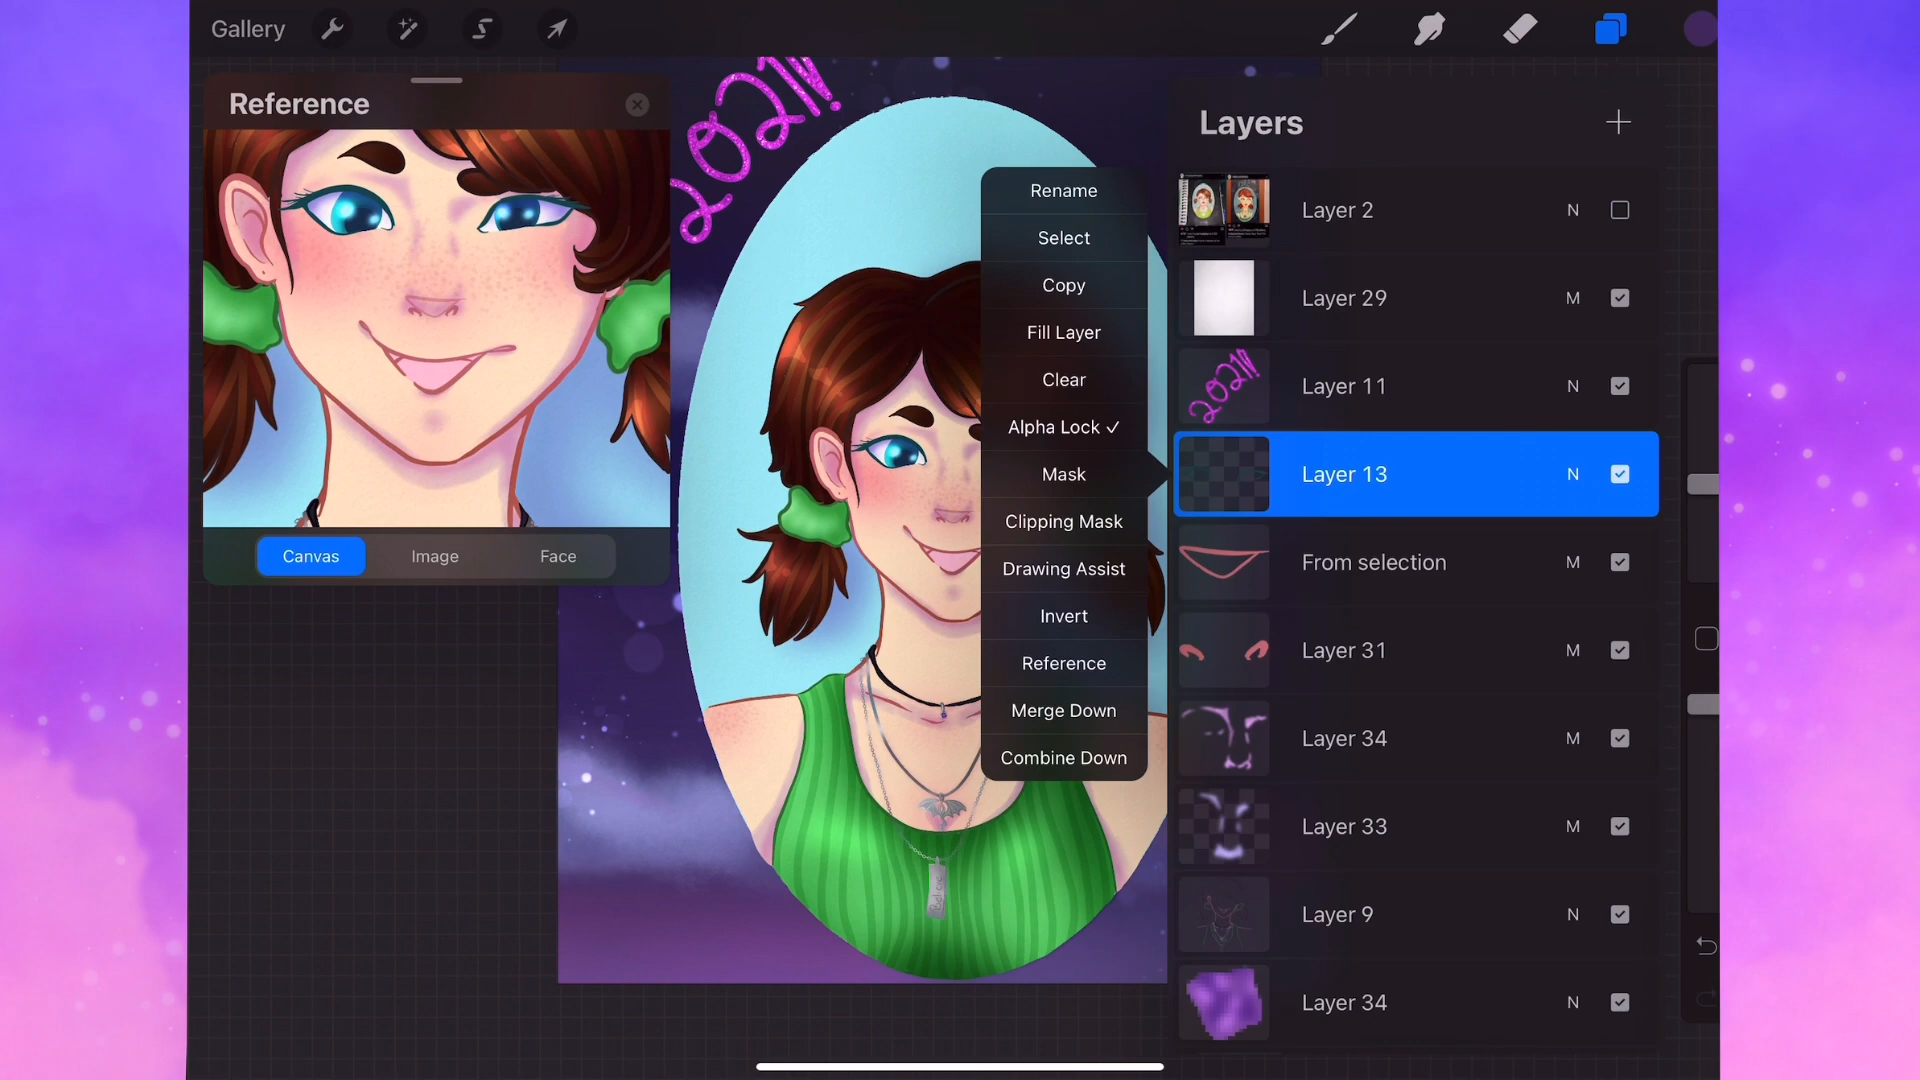 Gallery
Reference
Canvas
Image
Face
2021!
Rename
Select
Copy
Fill Layer
Clear
Alpha Lock ✓
Mask
Clipping Mask
Drawing Assist
Invert
Reference
Merge Down
Combine Down
Layers
Layer 2 N
Layer 29 M
2021!
Layer 11 N
Layer 13 N
From selection M
Layer 31 M
Layer 34 M
Layer 33 M
Layer 9 N
Layer 34 N